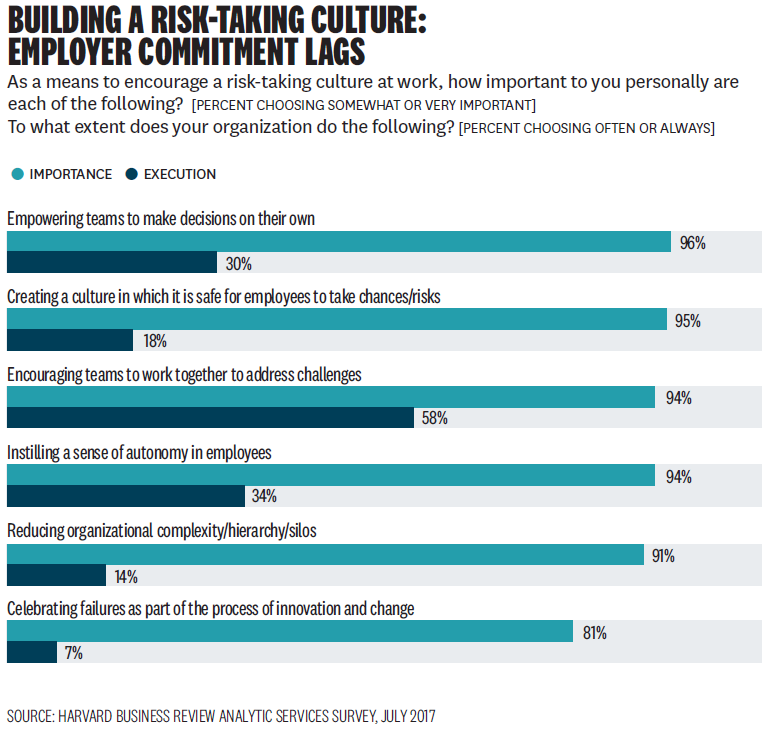 BUILDING A RISK-TAKING CULTURE:
EMPLOYER COMMITMENT LAGS
As a means to encourage a risk-taking culture at work, how important to you personally are
each of the following? [PERCENT CHOOSING SOMEWHAT OR VERY IMPORTANT]
To what extent does your organization do the following? [PERCENT CHOOSING OFTEN OR ALWAYS]
IMPORTANCE EXECUTION
Empowering teams to make decisions on their own
96%
30%
Creating a culture in which it is safe for employees to take chances/risks
95%
18%
Encouraging teams to work together to address challenges
94%
58%
Instilling a sense of autonomy in employees
94%
34%
Reducing organizational complexity/hierarchy/silos
91%
14%
Celebrating failures as part of the process of innovation and change
81%
7%
SOURCE: HARVARD BUSINESS REVIEW ANALYTIC SERVICES SURVEY, JULY 2017